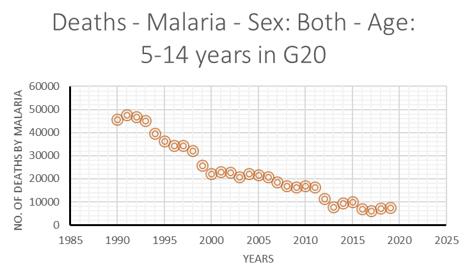 Deaths - Malaria - Sex: Both - Age:
5-14 years in G20
NO. OF DEATHS BY MALARIA
60000
50000
40000
30000
20000
10000
0
1985 1990 1995 2000 2005 2010 2015 2020 2025
YEARS